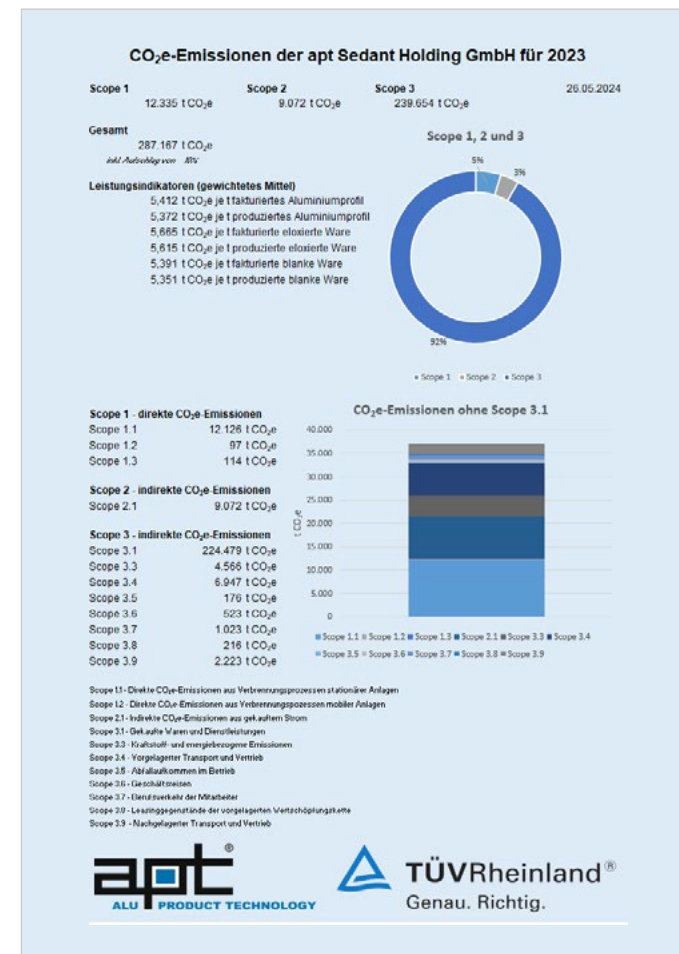 CO₂e-Emissionen der apt Sedant Holding GmbH für 2023
Scope 1 Scope 2 Scope 3 26.05.2024
12.335 t CO₂e 9.072 t CO₂e 239.654 t CO₂e
Gesamt
287.167 t CO₂e
inkl. Aufschlag von 10%
Leistungsindikatoren (gewichtetes Mittel)
5,412 t CO₂e je t fakturiertes Aluminiumprofil
5,372 t CO₂e je t produziertes Aluminiumprofil
5,665 t CO₂e je t fakturierte eloxierte Ware
5,615 t CO₂e je t produzierte eloxierte Ware
5,391 t CO₂e je t fakturierte blanke Ware
5,351 t CO₂e je t produzierte blanke Ware
Scope 1, 2 und 3
5%
3%
92%
Scope 1 Scope 2 Scope 3
Scope 1 - direkte CO₂e-Emissionen
Scope 1.1 12.126 t CO₂e
Scope 1.2 97 t CO₂e
Scope 1.3 114 t CO₂e
Scope 2 - indirekte CO₂e-Emissionen
Scope 2.1 9.072 t CO₂e
Scope 3 - indirekte CO₂e-Emissionen
Scope 3.1 224.479 t CO₂e
Scope 3.3 4.566 t CO₂e
Scope 3.4 6.947 t CO₂e
Scope 3.5 176 t CO₂e
Scope 3.6 523 t CO₂e
Scope 3.7 1.023 t CO₂e
Scope 3.8 216 t CO₂e
Scope 3.9 2.223 t CO₂e
CO₂e-Emissionen ohne Scope 3.1
t CO₂e
40.000
35.000
30.000
25.000
20.000
15.000
10.000
5.000
0
Scope 1.1 Scope 1.2 Scope 1.3 Scope 2.1 Scope 3.3 Scope 3.4
Scope 3.5 Scope 3.6 Scope 3.7 Scope 3.8 Scope 3.9
Scope 1.1 - Direkte CO₂e-Emissionen aus Verbrennungsprozessen stationärer Anlagen
Scope 1.2 - Direkte CO₂e-Emissionen aus Verbrennungspozessen mobiler Anlagen
Scope 2.1 - Indirekte CO₂e-Emissionen aus gekauftem Strom
Scope 3.1 - Gekaufte Waren und Dienstleistungen
Scope 3.3 - Kraftstoff- und energiebezogene Emissionen
Scope 3.4 - Vorgelagerter Transport und Vertrieb
Scope 3.5 - Abfallaufkommen im Betrieb
Scope 3.6 - Geschäftsreisen
Scope 3.7 - Berufsverkehr der Mitarbeiter
Scope 3.8 - Leasinggegenstände der vorgelagerten Wertschöpfungskette
Scope 3.9 - Nachgelagerter Transport und Vertrieb
apt®
ALU PRODUCT TECHNOLOGY
TÜVRheinland®
Genau. Richtig.